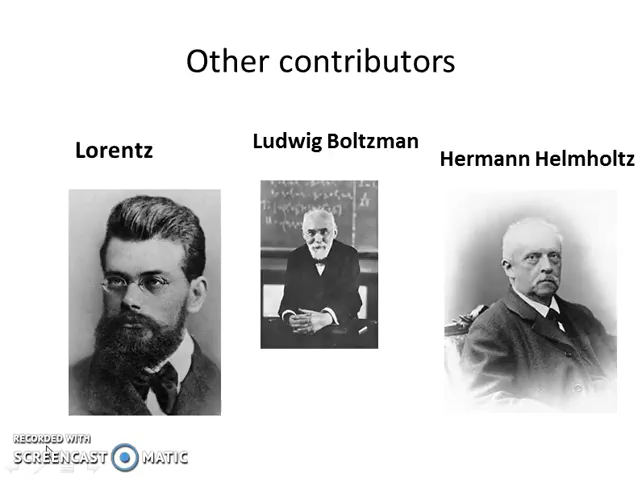 Other contributors
Lorentz
Ludwig Boltzman
Hermann Helmholtz
RECORDED WITH
SCREENCAST MATIC